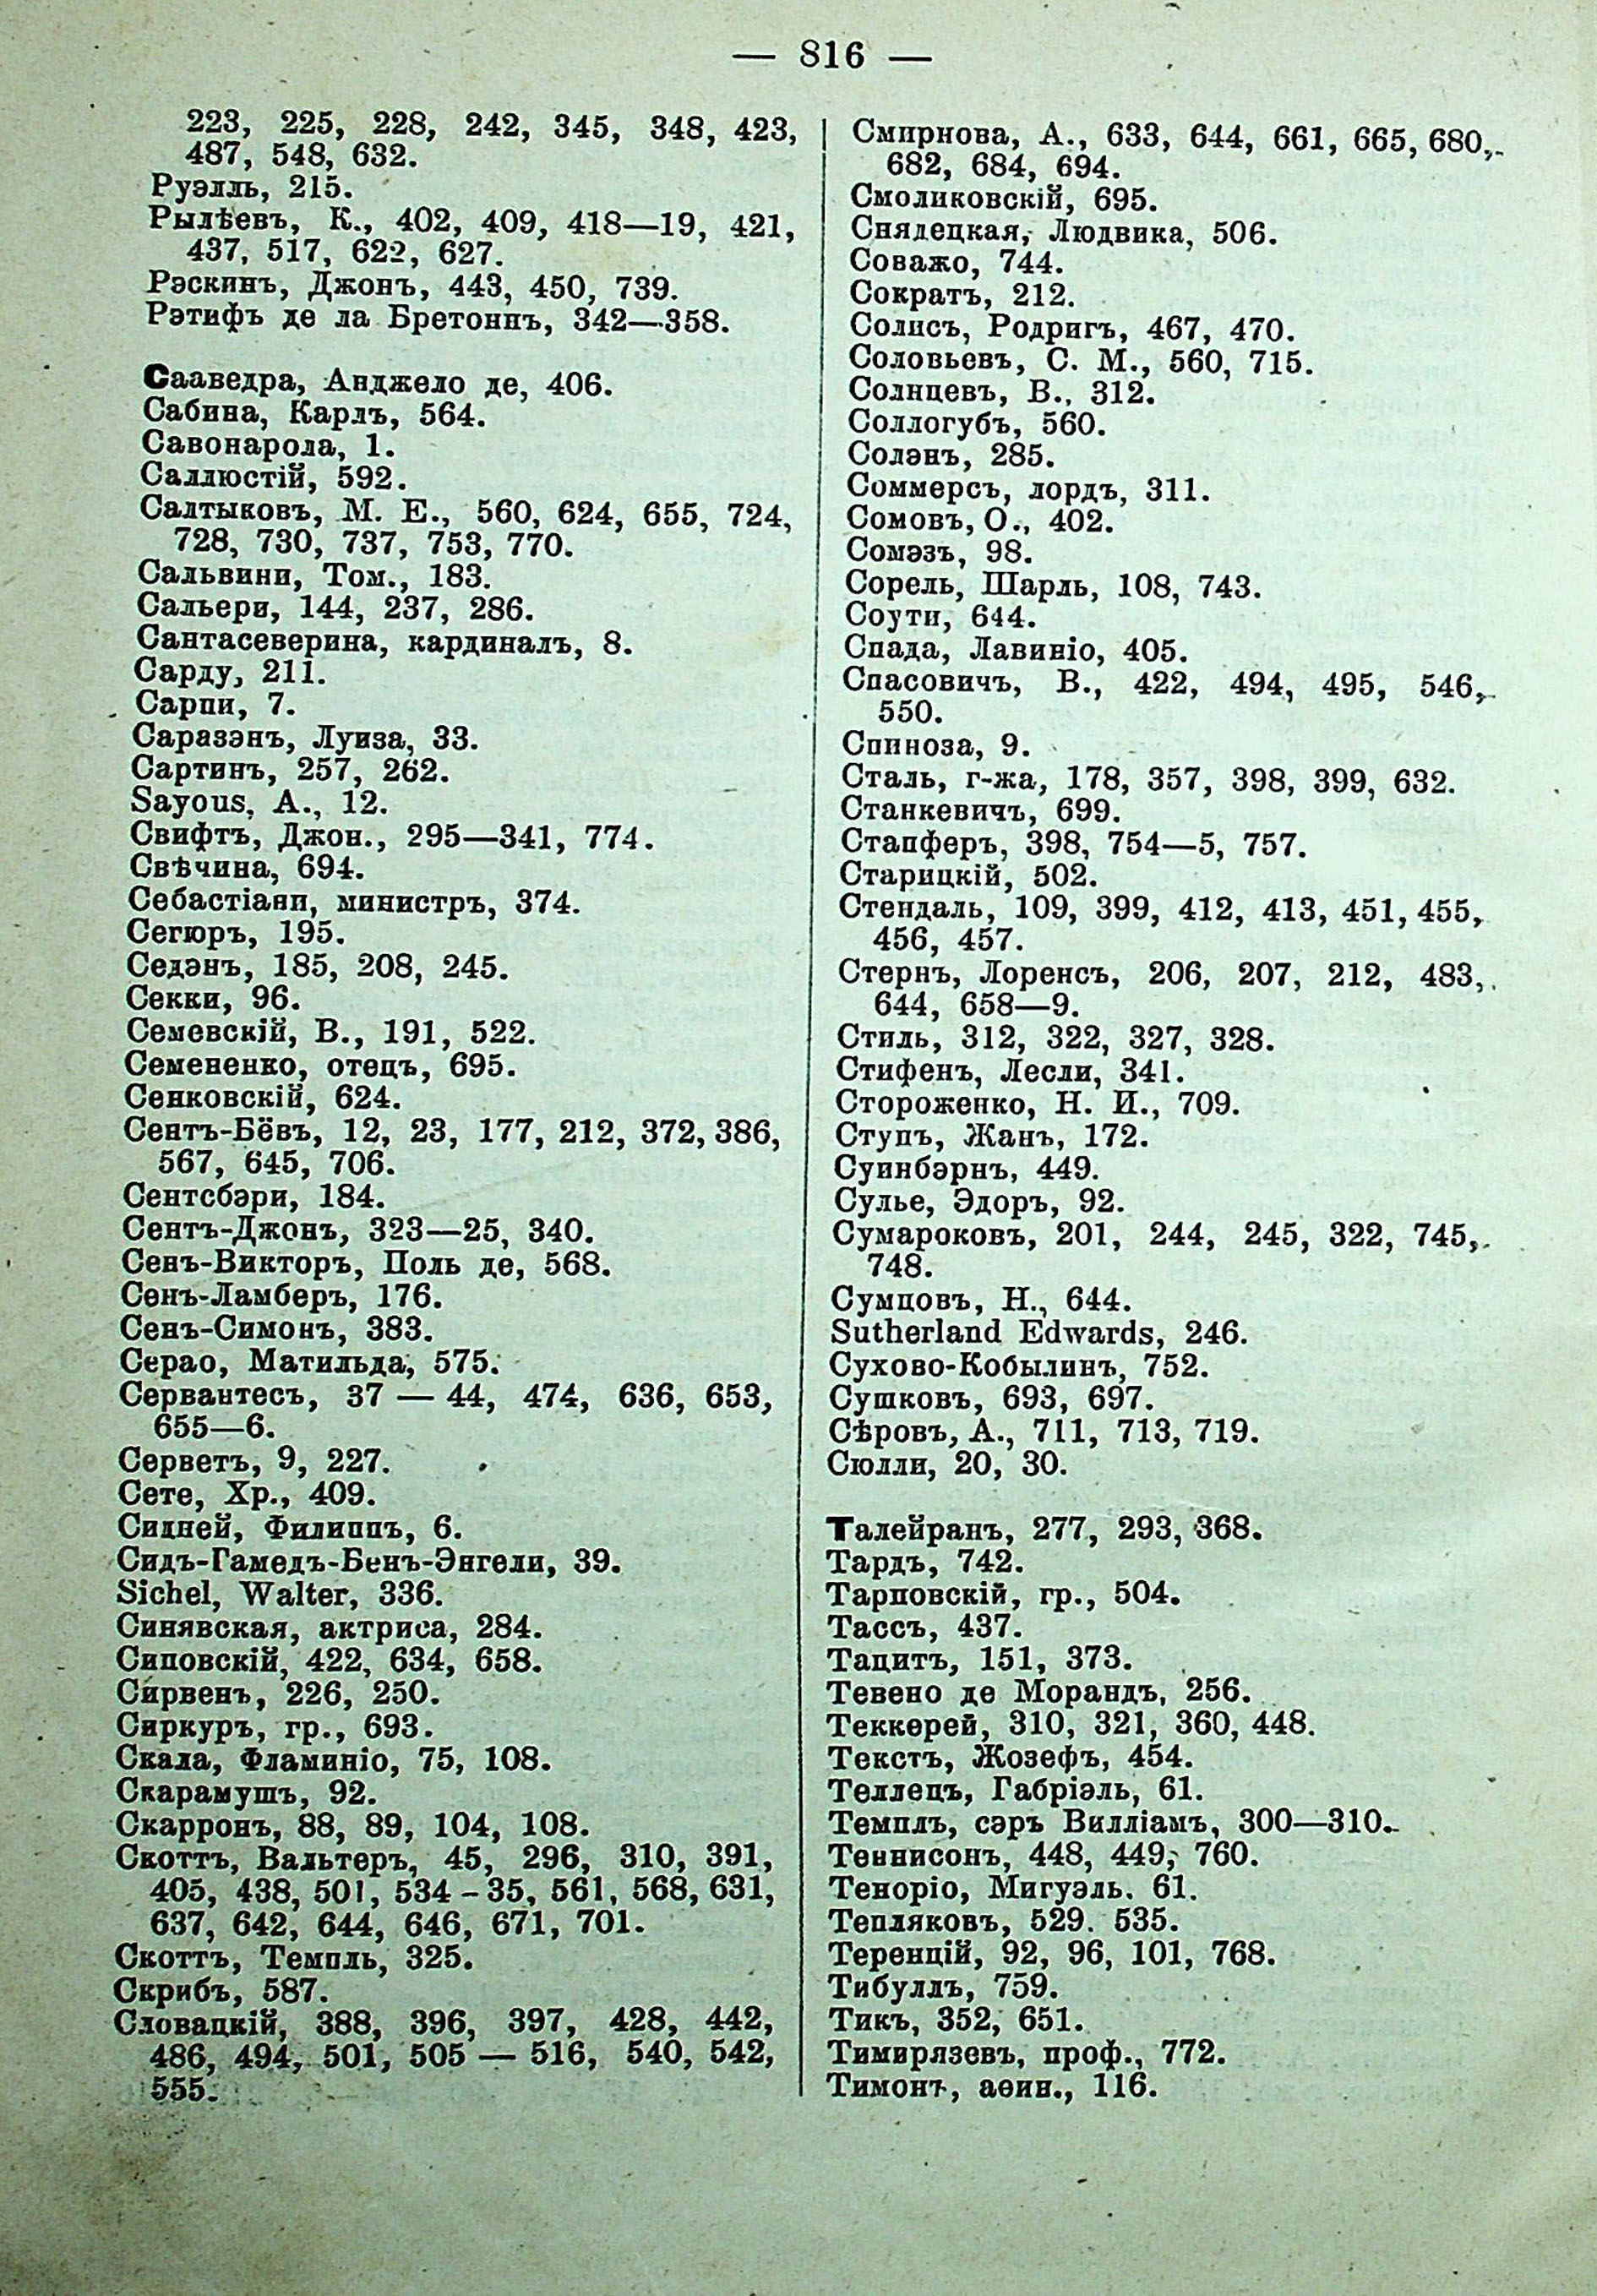 — 816 —
223, 225, 228, 242, 345, 348, 423,
487, 548, 632.
Руэлль, 215.
Рылѣевъ, К., 402, 409, 418—19, 421,
437, 517, 622, 627.
Рэскинъ, Джонъ, 443, 450, 739.
Рэтифъ де ла Бретоннъ, 342—358.
Сааведра, Анджело де, 406.
Сабина, Карлъ, 564.
Савонарола, 1.
Саллюстій, 592.
Салтыковъ, М. Е., 560, 624, 655, 724,
728, 730, 737, 753, 770.
Сальвини, Том., 183.
Сальери, 144, 237, 286.
Сантасеверина, кардиналъ, 8.
Сарду, 211.
Сарпи, 7.
Саразэнъ, Луиза, 33.
Сартинъ, 257, 262.
Sayous, A., 12.
Свифтъ, Джон., 295—341, 774.
Свѣчина, 694.
Себастіани, министръ, 374.
Сегюръ, 195.
Седэнъ, 185, 208, 245.
Секки, 96.
Семевскій, В., 191, 522.
Семененко, отецъ, 695.
Сенковскій, 624.
Сентъ-Бёвъ, 12, 23, 177, 212, 372, 386,
567, 645, 706.
Сентсбэри, 184.
Сентъ-Джонъ, 323—25, 340.
Сенъ-Викторъ, Поль де, 568.
Сенъ-Ламберъ, 176.
Сенъ-Симонъ, 383.
Серао, Матильда, 575.
Сервантесъ, 37 — 44, 474, 636, 653,
655—6.
Серветъ, 9, 227.
Сете, Хр., 409.
Сидней, Филиппъ, 6.
Сидъ-Гамедъ-Бенъ-Энгели, 39.
Sichel, Walter, 336.
Синявская, актриса, 284.
Сиповскій, 422, 634, 658.
Сирвенъ, 226, 250.
Сиркуръ, гр., 693.
Скала, Фламиніо, 75, 108.
Скарамушъ, 92.
Скарронъ, 88, 89, 104, 108.
Скоттъ, Вальтеръ, 45, 296, 310, 391,
405, 438, 501, 534-35, 561, 568, 631,
637, 642, 644, 646, 671, 701.
Скоттъ, Темпль, 325.
Скрибъ, 587.
Словацкій, 388, 396, 397, 428, 442,
486, 494, 501, 505 — 516, 540, 542,
555.
Смирнова, А., 633, 644, 661, 665, 680,
682, 684, 694.
Смоликовскій, 695.
Снядецкая, Людвика, 506.
Соважо, 744.
Сократъ, 212.
Солисъ, Родригъ, 467, 470.
Соловьевъ, С. М., 560, 715.
Солнцевъ, В., 312.
Соллогубъ, 560.
Солэнъ, 285.
Соммерсъ, лордъ, 311.
Сомовъ, О., 402.
Сомэзъ, 98.
Сорель, Шарль, 108, 743.
Соути, 644.
Спада, Лавиніо, 405.
Спасовичъ, В., 422, 494, 495, 546,
550.
Спиноза, 9.
Сталь, г-жа, 178, 357, 398, 399, 632.
Станкевичъ, 699.
Стапферъ, 398, 754—5, 757.
Старицкій, 502.
Стендаль, 109, 399, 412, 413, 451, 455,
456, 457.
Стернъ, Лоренсъ, 206, 207, 212, 483,
644, 658—9.
Стиль, 312, 322, 327, 328.
Стифенъ, Лесли, 341.
Стороженко, Н. И., 709.
Ступъ, Жанъ, 172.
Суинбэрнъ, 449.
Сулье, Эдоръ, 92.
Сумароковъ, 201, 244, 245, 322, 745,
748.
Сумцовъ, Н., 644.
Sutherland Edwards, 246.
Сухово-Кобылинъ, 752.
Сушковъ, 693, 697.
Сѣровъ, А., 711, 713, 719.
Сюлли, 20, 30.
Талейранъ, 277, 293, 368.
Тардъ, 742.
Тарповскій, гр., 504.
Тассъ, 437.
Тацитъ, 151, 373.
Тевено де Морандъ, 256.
Теккерей, 310, 321, 360, 448.
Текстъ, Жозефъ, 454.
Теллецъ, Габріэль, 61.
Темплъ, сэръ Вилліамъ, 300—310.
Теннисонъ, 448, 449, 760.
Теноріо, Мигуэль. 61.
Тепляковъ, 529. 535.
Теренцій, 92, 96, 101, 768.
Тибуллъ, 759.
Тикъ, 352, 651.
Тимирязевъ, проф., 772.
Тимонъ, аѳин., 116.